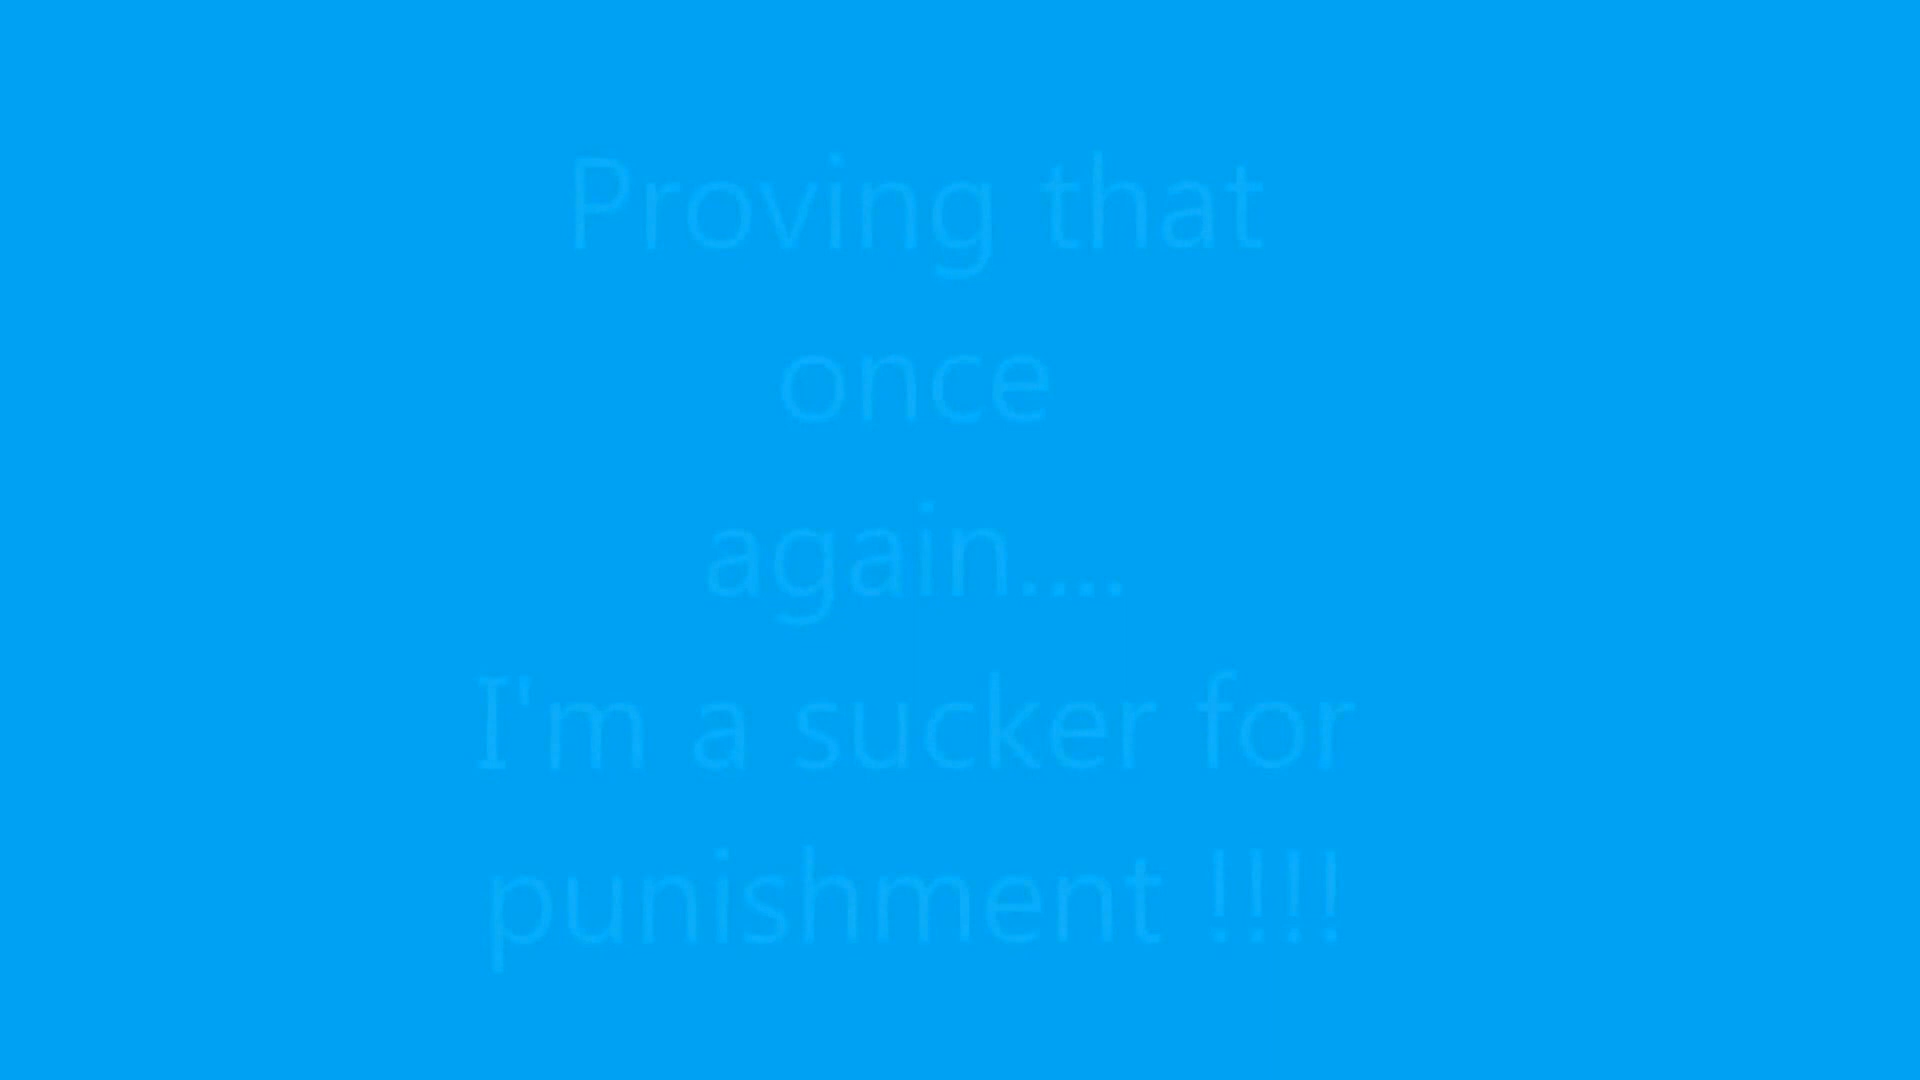 Proving that
once
again....
I'm a sucker for
punishment !!!!